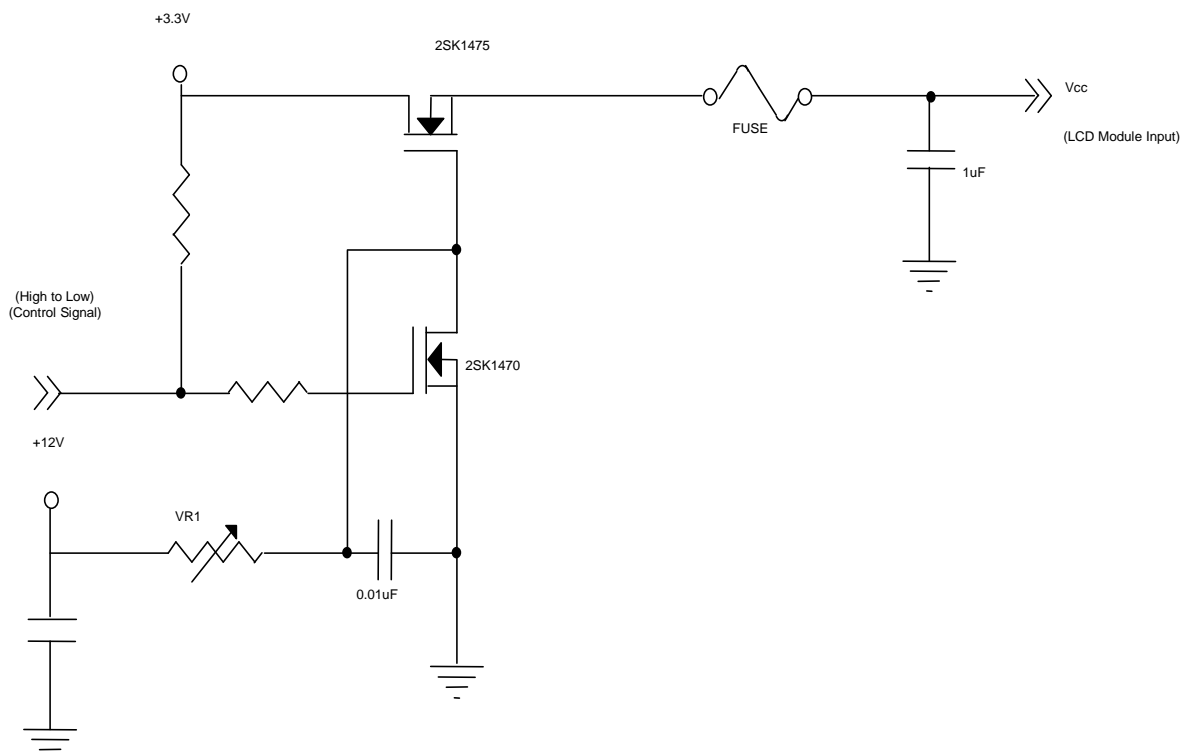 +3.3V
2SK1475
Vcc
FUSE
(LCD Module Input)
1uF
(High to Low)
(Control Signal)
2SK1470
+12V
VR1
0.01uF